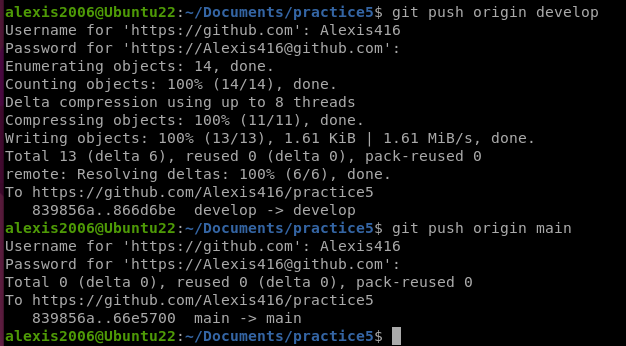 alexis2006@Ubuntu22:~/Documents/practice5$ git push origin develop
Username for 'https://github.com': Alexis416
Password for 'https://Alexis416@github.com':
Enumerating objects: 14, done.
Counting objects: 100% (14/14), done.
Delta compression using up to 8 threads
Compressing objects: 100% (11/11), done.
Writing objects: 100% (13/13), 1.61 KiB | 1.61 MiB/s, done.
Total 13 (delta 6), reused 0 (delta 0), pack-reused 0
remote: Resolving deltas: 100% (6/6), done.
To https://github.com/Alexis416/practice5
   839856a..866d6be  develop -> develop
alexis2006@Ubuntu22:~/Documents/practice5$ git push origin main
Username for 'https://github.com': Alexis416
Password for 'https://Alexis416@github.com':
Total 0 (delta 0), reused 0 (delta 0), pack-reused 0
To https://github.com/Alexis416/practice5
   839856a..66e5700  main -> main
alexis2006@Ubuntu22:~/Documents/practice5$